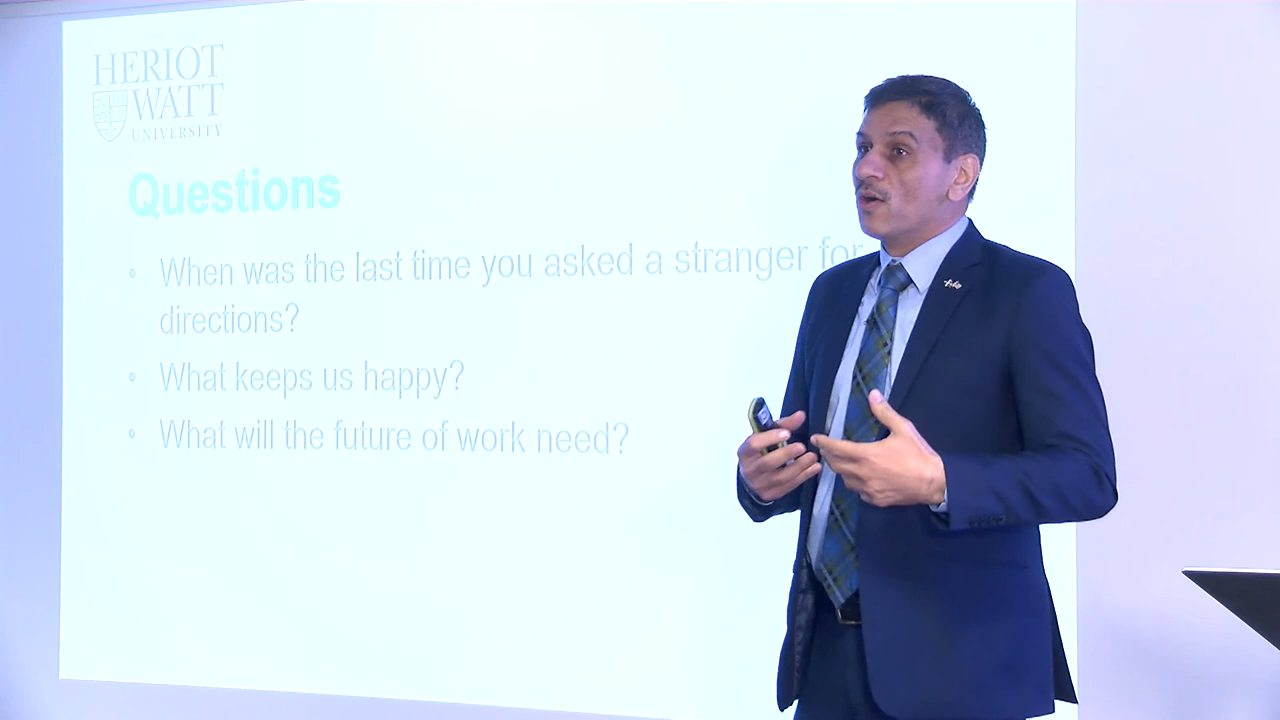 HERIOT
WATT
UNIVERSITY
Questions
• When was the last time you asked a stranger for
directions?
• What keeps us happy?
• What will the future of work need?